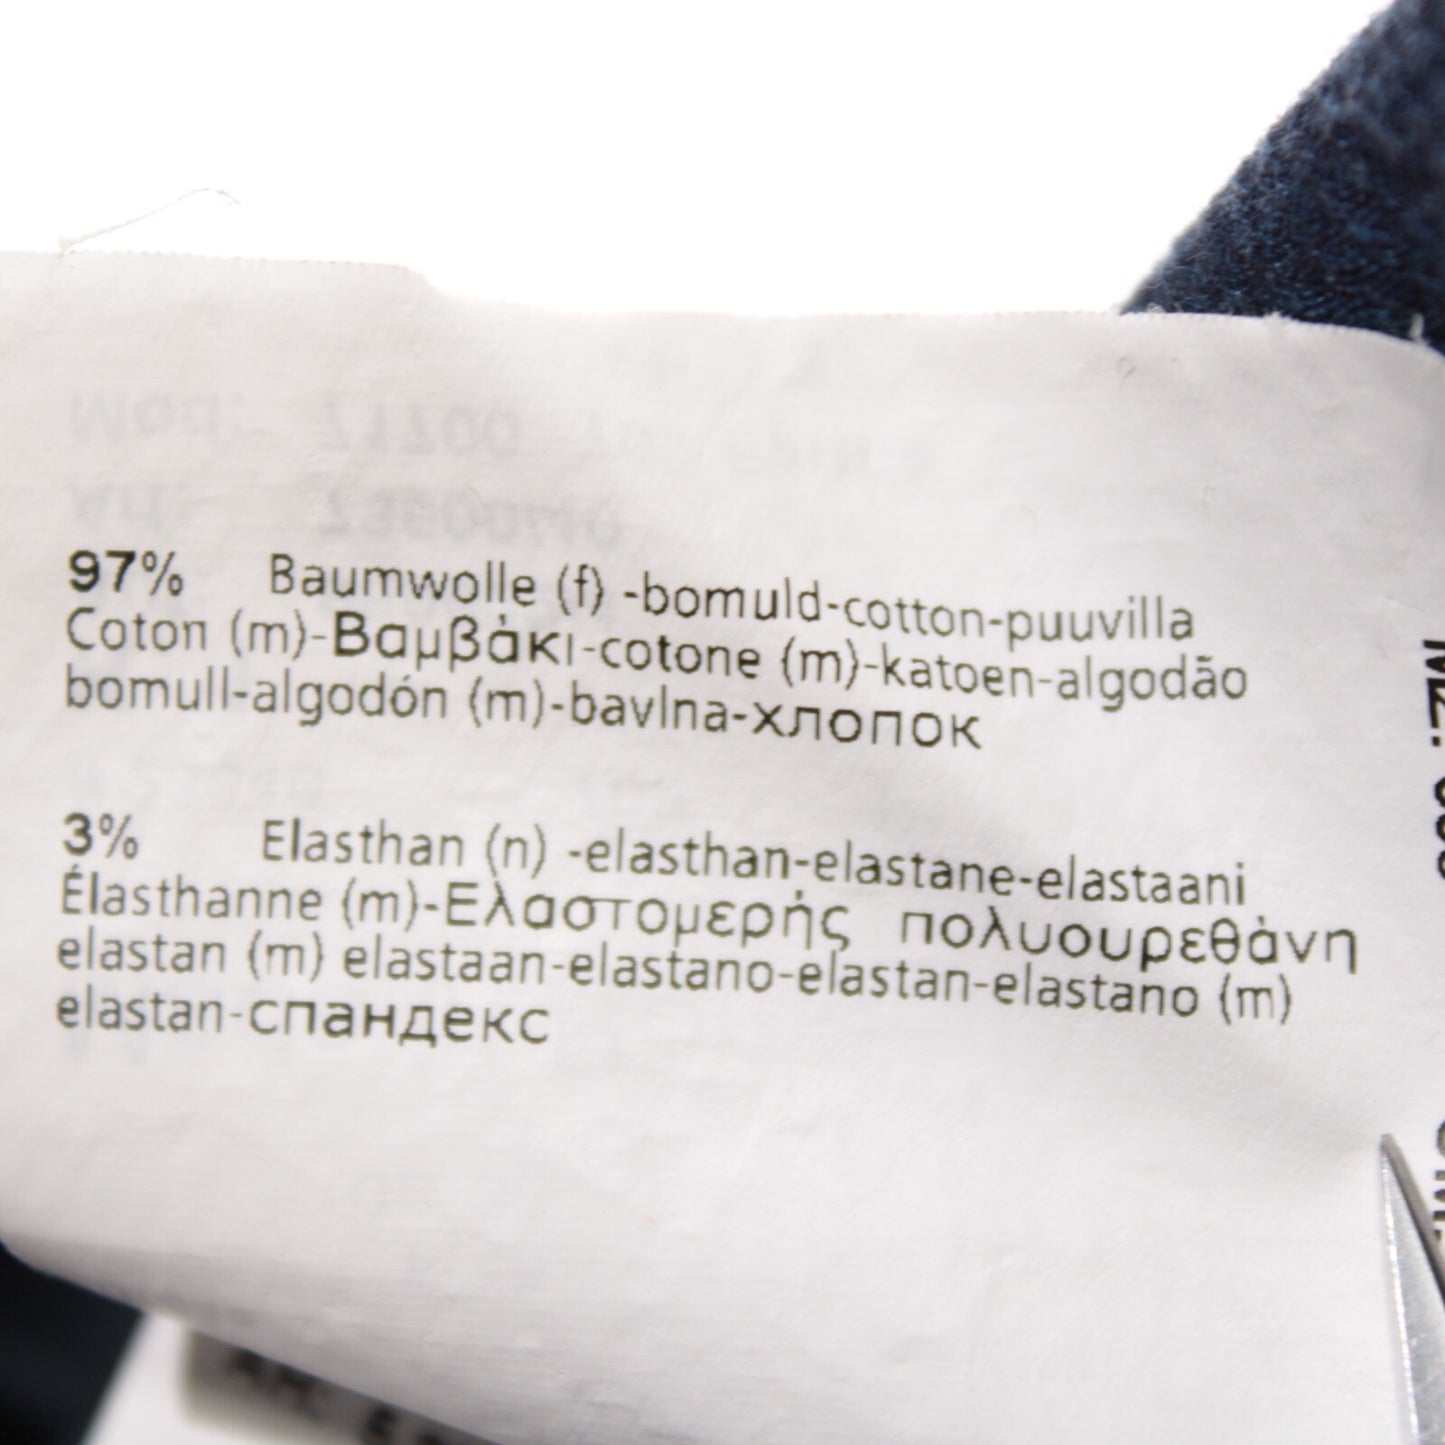 97% Baumwolle (f) -bomuld-cotton-puuvilla
Coton (m)-Βαμβάκι-cotone (m)-katoen-algodão
bomull-algodón (m)-bavlna-хлопок
3% Elasthan (n) -elasthan-elastane-elastaani
Élasthanne (m)-Ελαστομερής πολυουρεθάνη
elastan (m) elastaan-elastano-elastan-elastano (m)
elastan-спандекс